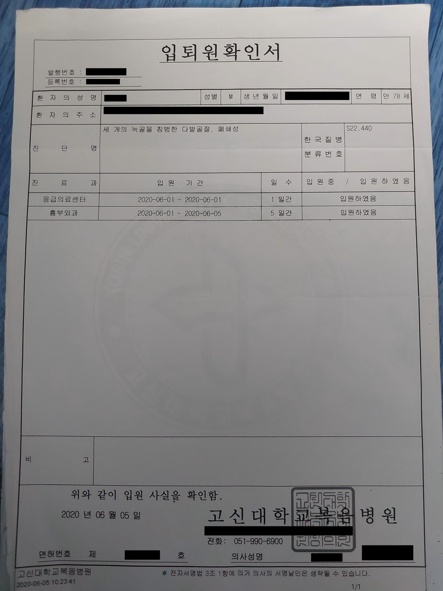 입퇴원확인서
발행번호 :
등록번호 :
환 자 의 성 명 성별 M 생년월일 연 령 만 개 세
환 자 의 주 소
진 단 명 세 개의 늑골을 침범한 다발골절, 폐쇄성 한국질병 분류번호 S22.440
진 료 과 입 원 기 간 일 수 입원중 / 입원하였음
응급의료센터 2020-06-01 - 2020-06-01 1 일간 입원하였음
흉부외과 2020-06-01 - 2020-06-05 5 일간 입원하였음
비 고
위와 같이 입원 사실을 확인함.
2020 년 06 월 05 일
고신대학교복음병원
전화: 051-990-6900
면허번호 제 호 의사성명
고신대학교복음병원 ※ 전자서명법 3조 1항에 의거 의사의 서명날인은 생략될 수 있습니다.
2020-06-05 10:23:41
1/1